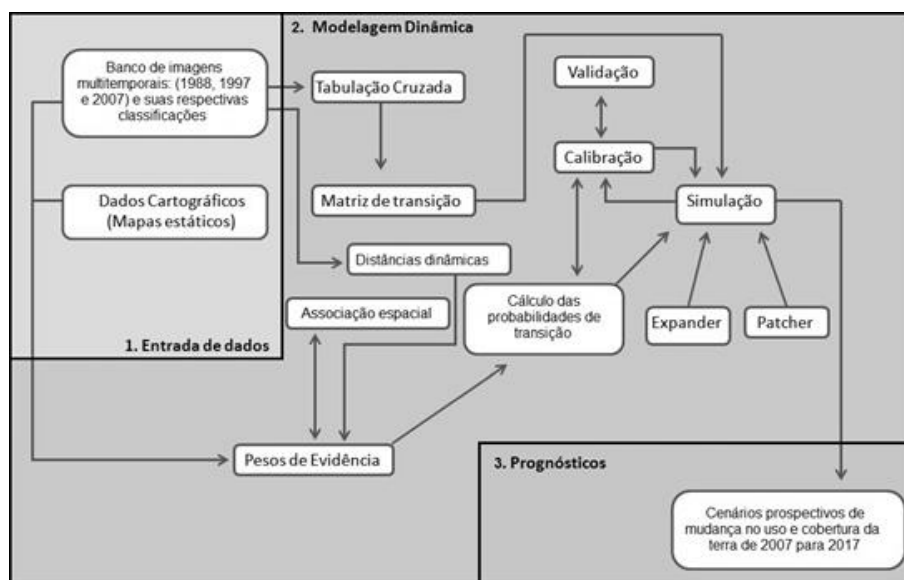 2. Modelagem Dinâmica
Banco de imagens
multitemporais: (1988, 1997
e 2007) e suas respectivas
classificações
Tabulação Cruzada
Validação
Calibração
Dados Cartográficos
(Mapas estáticos)
Matriz de transição
Simulação
Distâncias dinâmicas
Associação espacial
Cálculo das
probabilidades de
transição
Expander
Patcher
1. Entrada de dados
Pesos de Evidência
3. Prognósticos
Cenários prospectivos de
mudança no uso e cobertura da
terra de 2007 para 2017